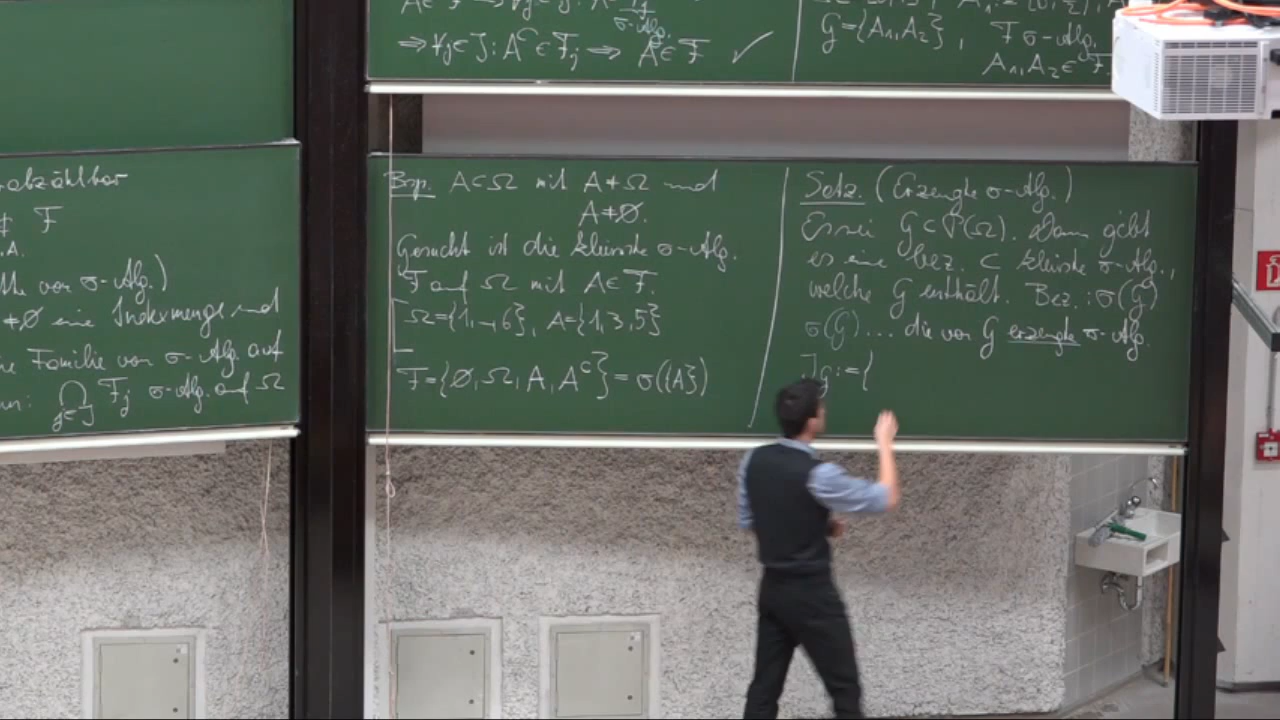 ⇒ ∀j∈J: A^C ∈ F_j ⇒ A^C ∈ F ✓
σ-Alg.
G={A₁,A₂}, F σ-Alg.
A₁,A₂ ∈ F.
abzählbar
∉ F
von σ-Alg.)
≠∅ eine Indexmenge und
Familie von σ-Alg. auf
⋂_{j∈J} F_j σ-Alg. auf Ω
Bsp. A⊂Ω mit A≠Ω und
A≠∅.
Gesucht ist die kleinste σ-Alg.
F auf Ω mit A∈F.
Ω={1,…,6}, A={1,3,5}
F={∅,Ω,A,A^C}=σ({A})
Satz. (Erzeugte σ-Alg.)
Es sei G⊂P(Ω). Dann gibt
es eine bez. ⊂ kleinste σ-Alg.,
welche G enthält. Bez.: σ(G)
σ(G).... die von G erzeugte σ-Alg.
J_G:={